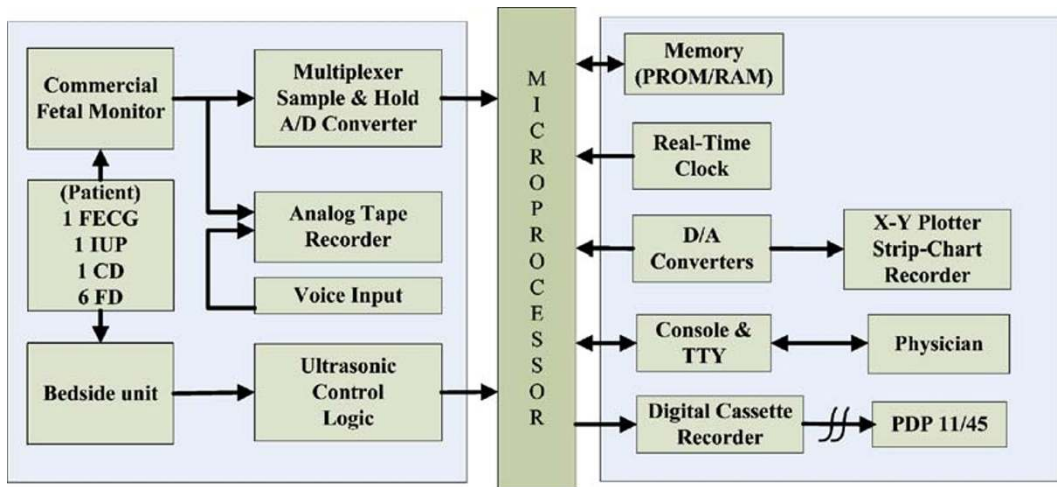 Commercial
Fetal Monitor
Multiplexer
Sample & Hold
A/D Converter
(Patient)
1 FECG
1 IUP
1 CD
6 FD
Analog Tape
Recorder
Voice Input
Bedside unit
Ultrasonic
Control
Logic
M
I
C
R
O
P
R
O
C
E
S
S
O
R
Memory
(PROM/RAM)
Real-Time
Clock
D/A
Converters
X-Y Plotter
Strip-Chart
Recorder
Console &
TTY
Physician
Digital Cassette
Recorder
PDP 11/45